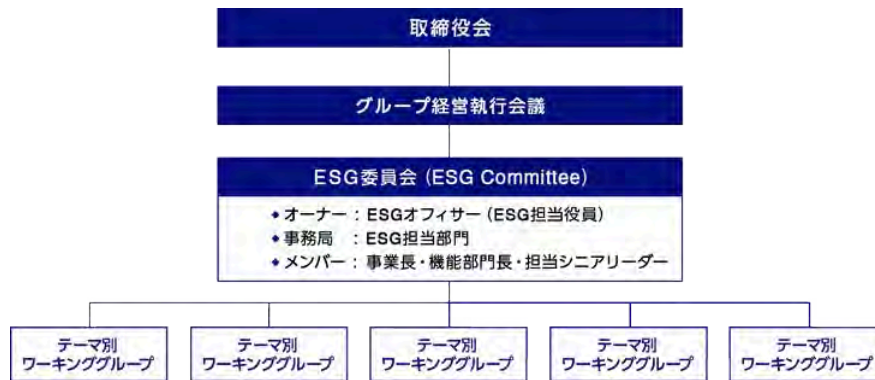 取締役会
グループ経営執行会議
ESG委員会 (ESG Committee)
◆オーナー : ESGオフィサー (ESG担当役員)
◆事務局 : ESG担当部門
◆メンバー : 事業長・機能部門長・担当シニアリーダー
テーマ別
ワーキンググループ
テーマ別
ワーキンググループ
テーマ別
ワーキンググループ
テーマ別
ワーキンググループ
テーマ別
ワーキンググループ